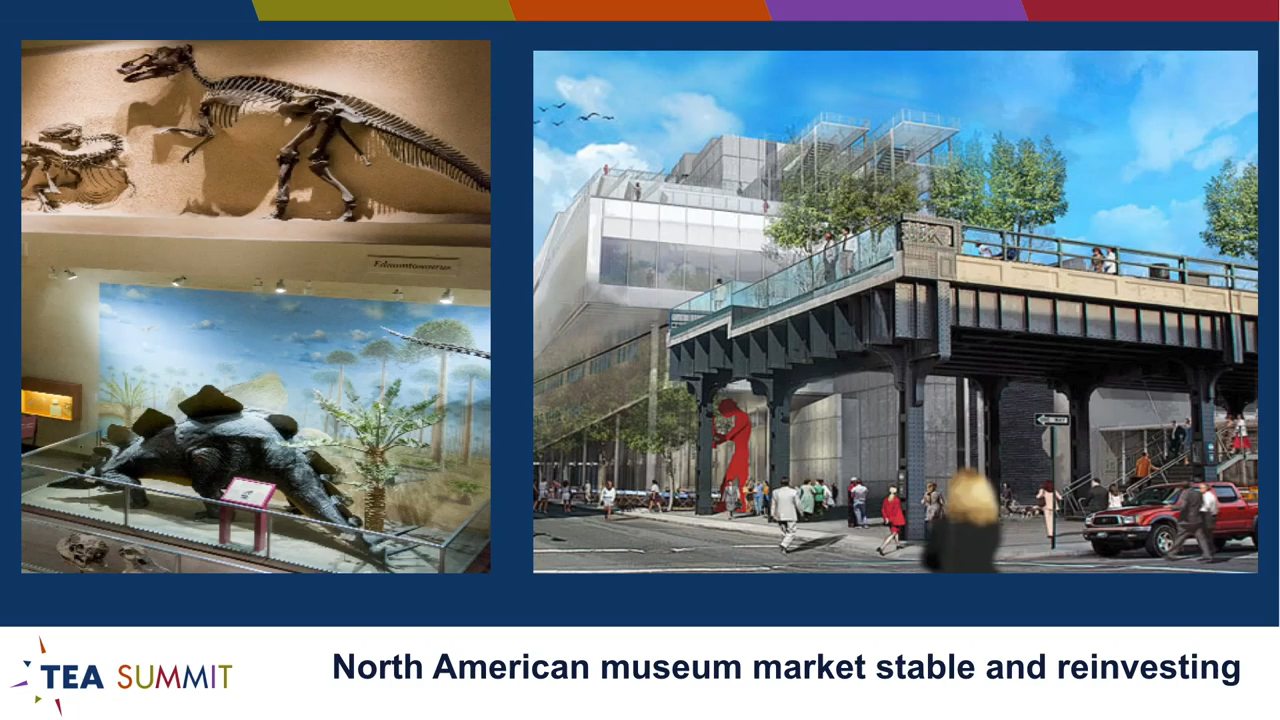 Edmontosaurus
TEA SUMMIT
North American museum market stable and reinvesting